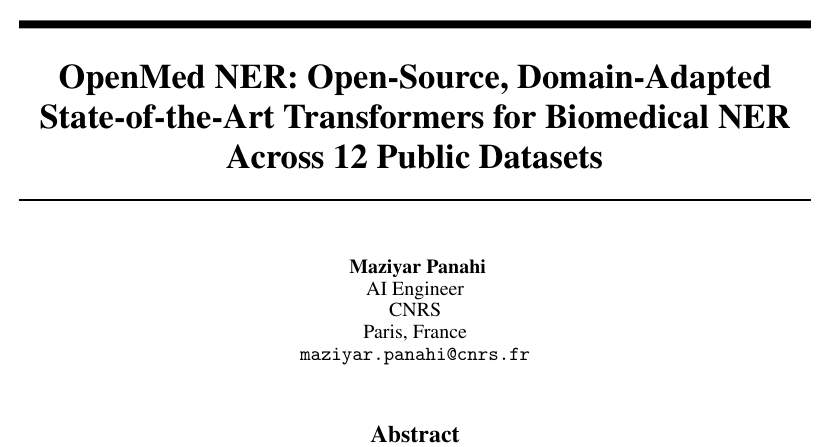 OpenMed NER: Open-Source, Domain-Adapted
State-of-the-Art Transformers for Biomedical NER
Across 12 Public Datasets
Maziyar Panahi
AI Engineer
CNRS
Paris, France
maziyar.panahi@cnrs.fr
Abstract